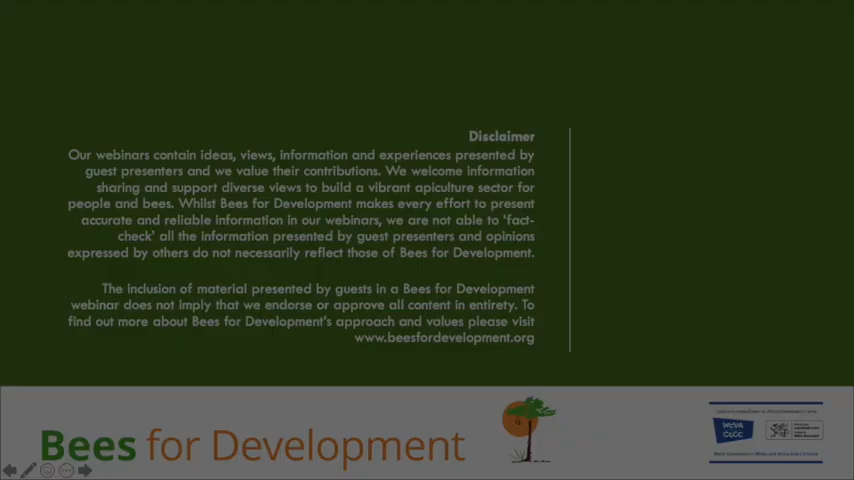 Disclaimer
Our webinars contain ideas, views, information and experiences presented by
guest presenters and we value their contributions. We welcome information
sharing and support diverse views to build a vibrant apiculture sector for
people and bees. Whilst Bees for Development makes every effort to present
accurate and reliable information in our webinars, we are not able to 'fact-
check' all the information presented by guest presenters and opinions
expressed by others do not necessarily reflect those of Bees for Development.
The inclusion of material presented by guests in a Bees for Development
webinar does not imply that we endorse or approve all content in entirety. To
find out more about Bees for Development's approach and values please visit
www.beesfordevelopment.org
Bees for Development
WCVA
CGGC